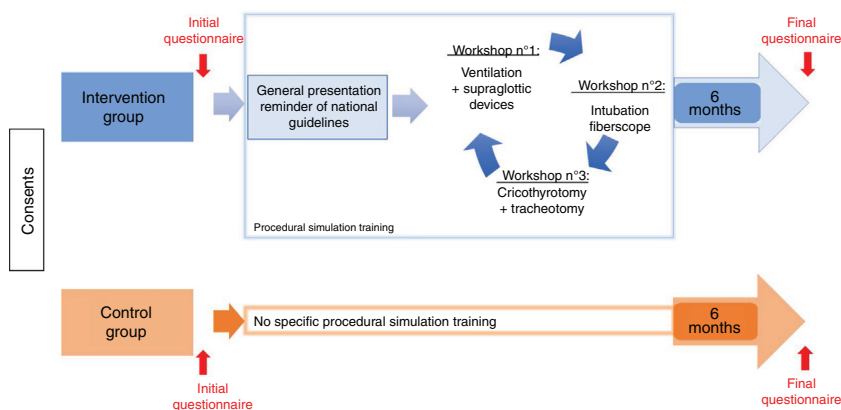 Initial
questionnaire
Final
questionnaire
Consents
Intervention
group
General presentation
reminder of national
guidelines
Workshop n°1:
Ventilation
+ supraglottic
devices
Workshop n°2:
Intubation
fiberscope
Workshop n°3:
Cricothyrotomy
+ tracheotomy
Procedural simulation training
6
months
Control
group
No specific procedural simulation training
6
months
Initial
questionnaire
Final
questionnaire